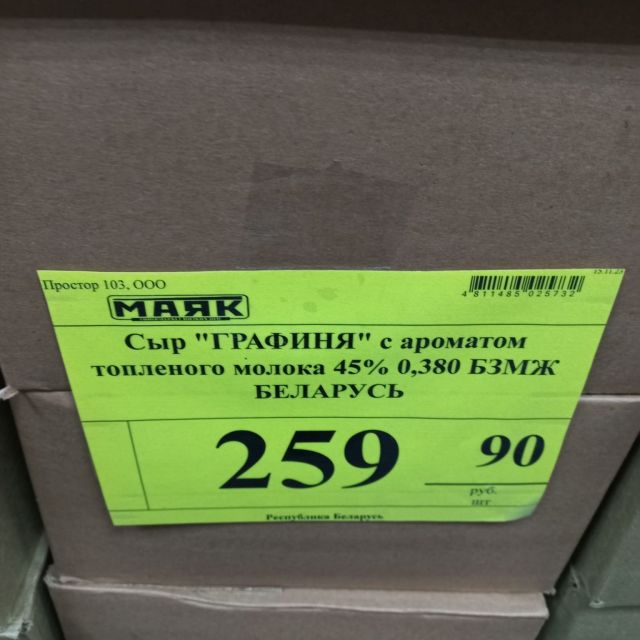 15.11.23
Простор 103, ООО
4 811485 025732
МАЯК
Сыр "ГРАФИНЯ" с ароматом
топленого молока 45% 0,380 БЗМЖ
БЕЛАРУСЬ
259 90
руб.
шт
Республика Беларусь